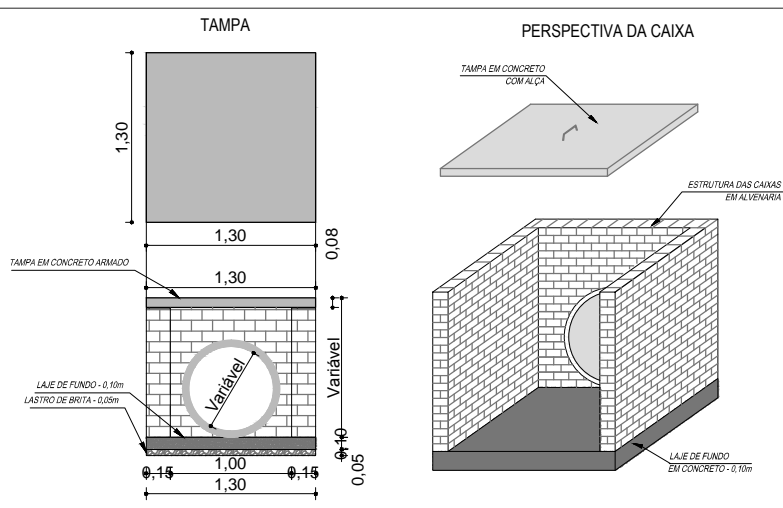 TAMPA
1,30
1,30
0,08
TAMPA EM CONCRETO ARMADO
1,30
Variável
Variável
LAJE DE FUNDO - 0,10m
LASTRO DE BRITA - 0,05m
0,10
0,05
0,15
1,00
0,15
1,30
PERSPECTIVA DA CAIXA
TAMPA EM CONCRETO
COM ALÇA
ESTRUTURA DAS CAIXAS
EM ALVENARIA
LAJE DE FUNDO
EM CONCRETO - 0,10m